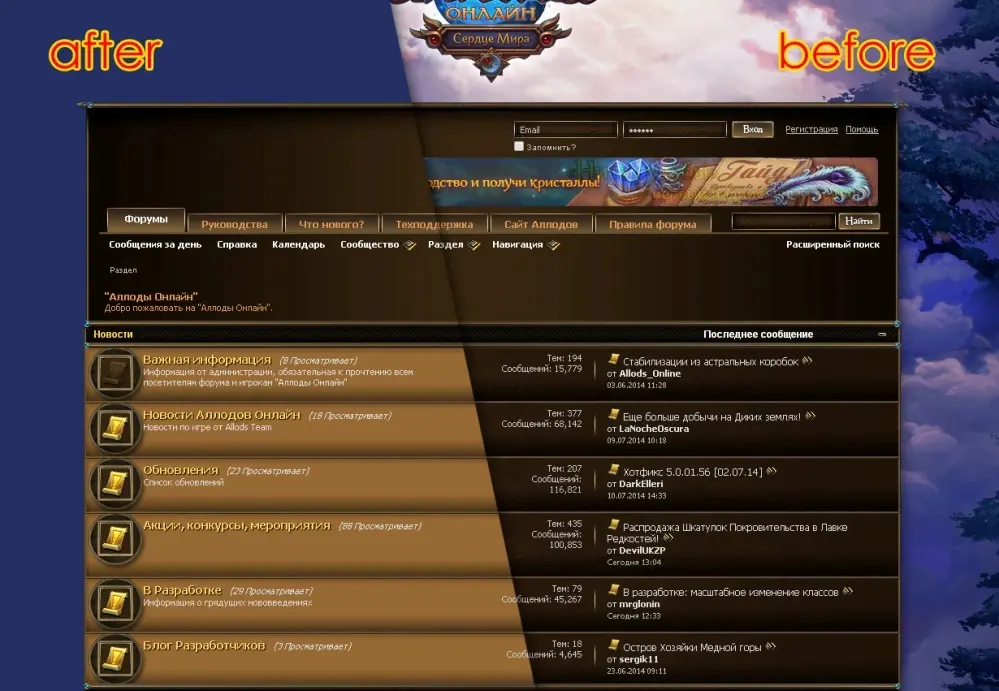 after
before
ОНЛАЙН
Сердце Мира
Email
Вход
Регистрация Помощь
Запомнить?
одство и получи Кристаллы!
Гайд
Форумы Руководства Что нового? Техподдержка Сайт Аллодов Правила форума Найти
Сообщения за день Справка Календарь Сообщество Раздел Навигация Расширенный поиск
Раздел
"Аллоды Онлайн"
Добро пожаловать на "Аллоды Онлайн".
Новости Последнее сообщение
Важная информация (8 Просматривает)
Информация от администрации, обязательная к прочтению всем
посетителям форума и игрокам "Аллоды Онлайн"
Тем: 194
Сообщений: 15,779
Стабилизации из астральных коробок
от Allods_Online
03.06.2014 11:28
Новости Аллодов Онлайн (18 Просматривает)
Новости по игре от Allods Team
Тем: 377
Сообщений: 68,142
Еще больше добычи на Диких землях!
от LaNocheOscura
09.07.2014 10:18
Обновления (23 Просматривает)
Список обновлений
Тем: 207
Сообщений:
116,821
Хотфикс 5.0.01.56 [02.07.14]
от DarkElleri
10.07.2014 14:33
Акции, конкурсы, мероприятия (88 Просматривает)
Тем: 435
Сообщений:
100,853
Распродажа Шкатулок Покровительства в Лавке
Редкостей!
от DevilUKZP
Сегодня 13:04
В Разработке (29 Просматривает)
Информация о грядущих нововведениях
Тем: 79
Сообщений: 45,267
В разработке: масштабное изменение классов
от mrglonin
Сегодня 12:33
Блог Разработчиков (3 Просматривает)
Тем: 18
Сообщений: 4,645
Остров Хозяйки Медной горы
от sergik11
23.06.2014 09:11